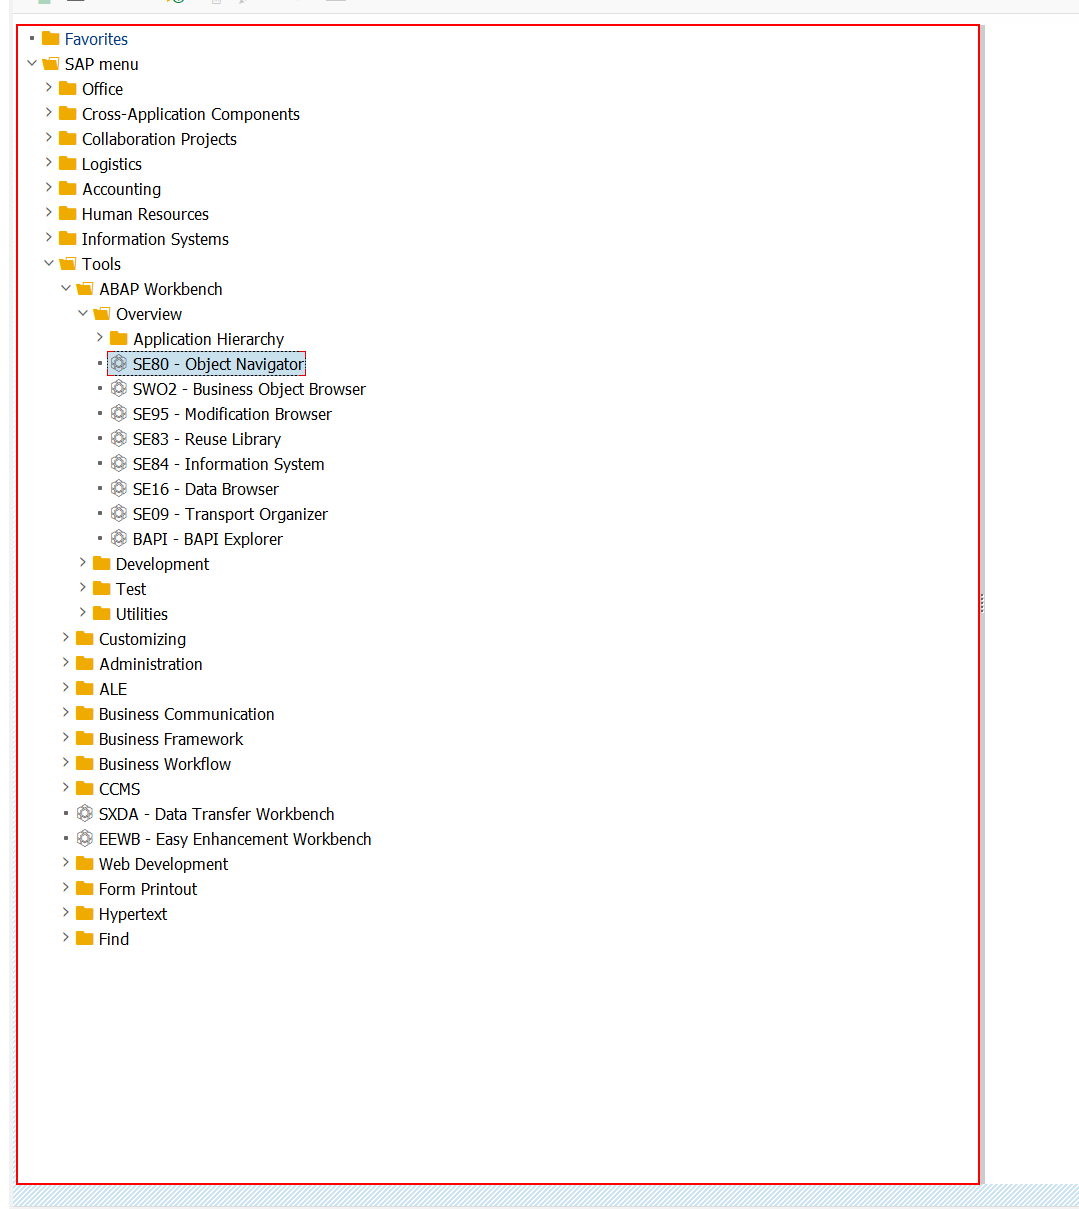 Favorites
SAP menu
Office
Cross-Application Components
Collaboration Projects
Logistics
Accounting
Human Resources
Information Systems
Tools
ABAP Workbench
Overview
Application Hierarchy
SE80 - Object Navigator
SWO2 - Business Object Browser
SE95 - Modification Browser
SE83 - Reuse Library
SE84 - Information System
SE16 - Data Browser
SE09 - Transport Organizer
BAPI - BAPI Explorer
Development
Test
Utilities
Customizing
Administration
ALE
Business Communication
Business Framework
Business Workflow
CCMS
SXDA - Data Transfer Workbench
EEWB - Easy Enhancement Workbench
Web Development
Form Printout
Hypertext
Find